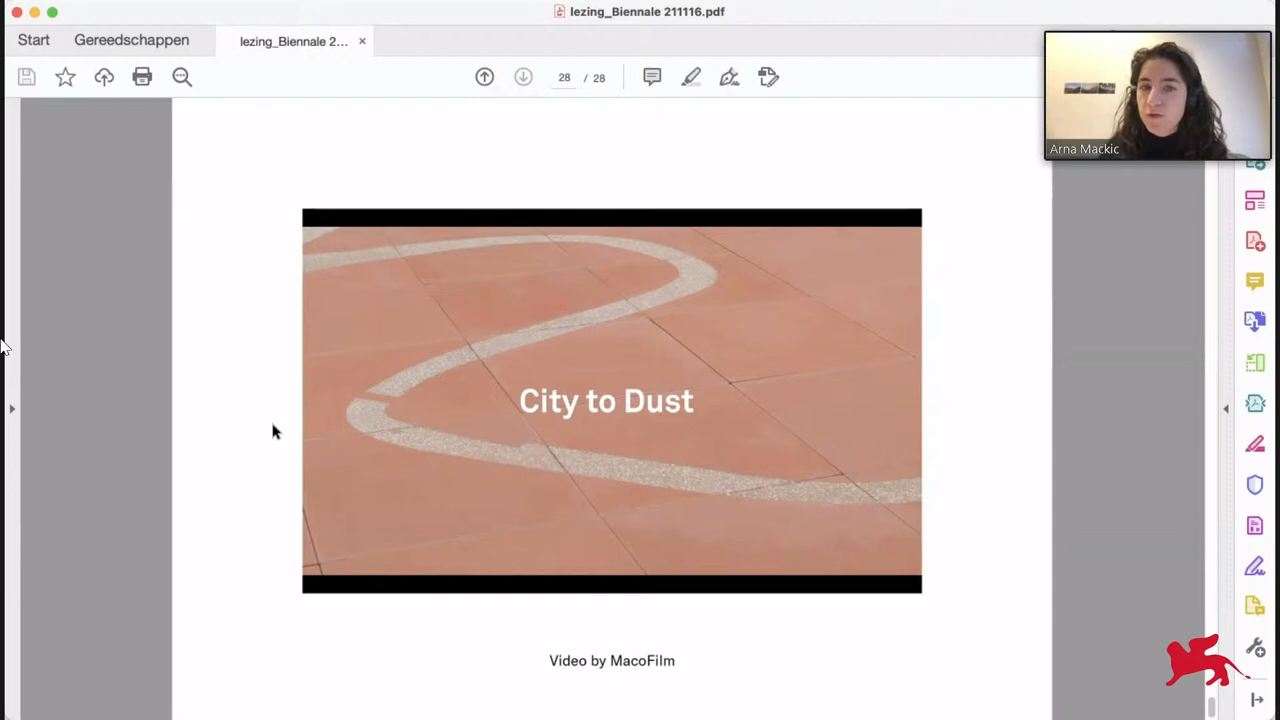 lezing_Biennale 211116.pdf
Start
Gereedschappen
lezing_Biennale 2...
28 / 28
Arna Mackic
City to Dust
Video by MacoFilm